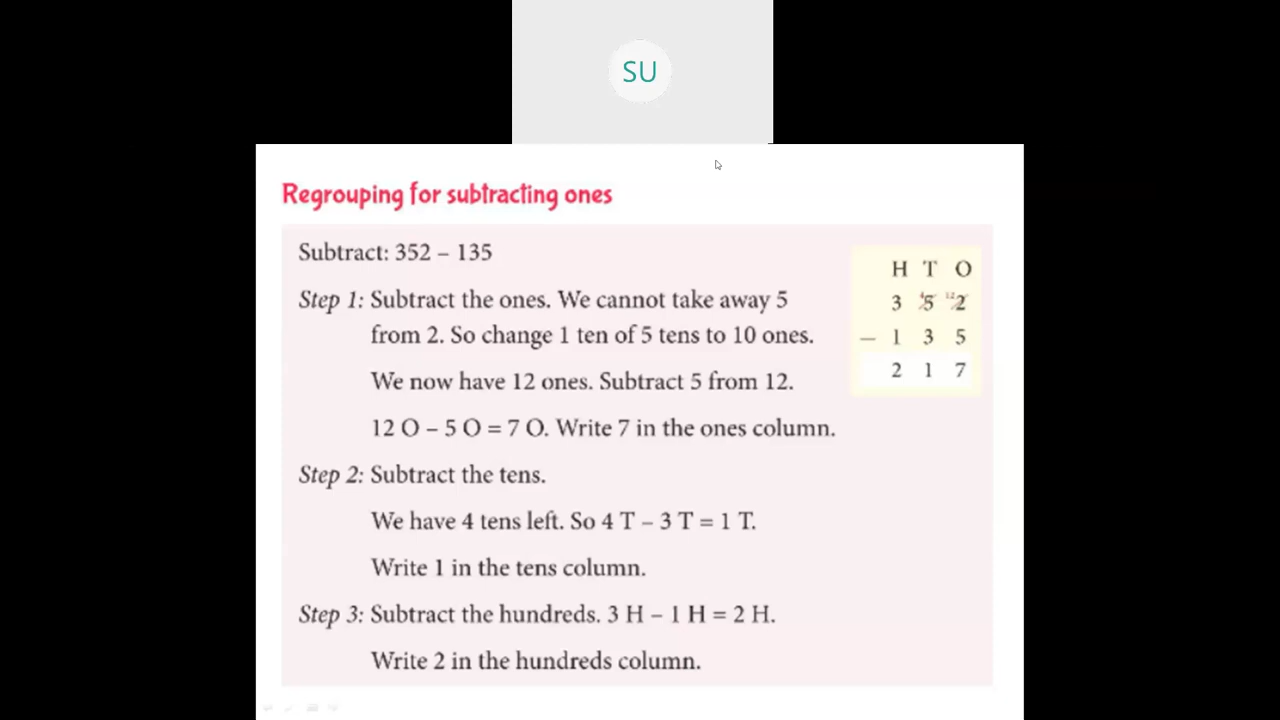 SU
Regrouping for subtracting ones
Subtract: 352 – 135
Step 1: Subtract the ones. We cannot take away 5
from 2. So change 1 ten of 5 tens to 10 ones.
We now have 12 ones. Subtract 5 from 12.
12 O – 5 O = 7 O. Write 7 in the ones column.
Step 2: Subtract the tens.
We have 4 tens left. So 4 T – 3 T = 1 T.
Write 1 in the tens column.
Step 3: Subtract the hundreds. 3 H – 1 H = 2 H.
Write 2 in the hundreds column.
H T O
3 4 5 12 2
– 1 3 5
2 1 7